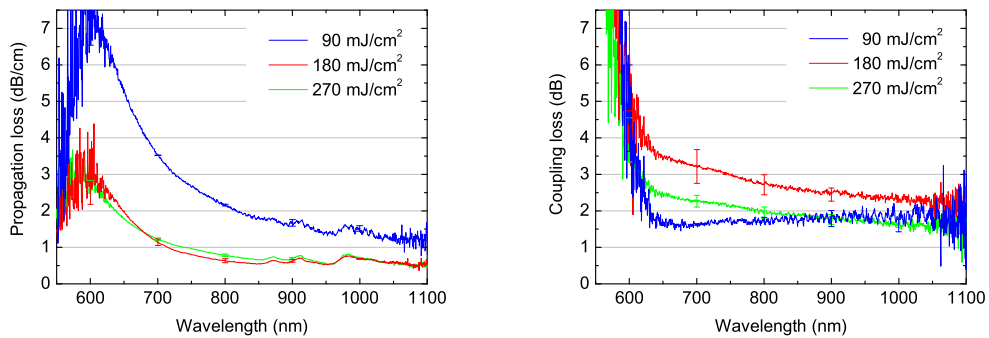 Propagation loss (dB/cm)
7
6
5
4
3
2
1
0
90 mJ/cm²
180 mJ/cm²
270 mJ/cm²
600 700 800 900 1000 1100
Wavelength (nm)
Coupling loss (dB)
7
6
5
4
3
2
1
0
90 mJ/cm²
180 mJ/cm²
270 mJ/cm²
600 700 800 900 1000 1100
Wavelength (nm)